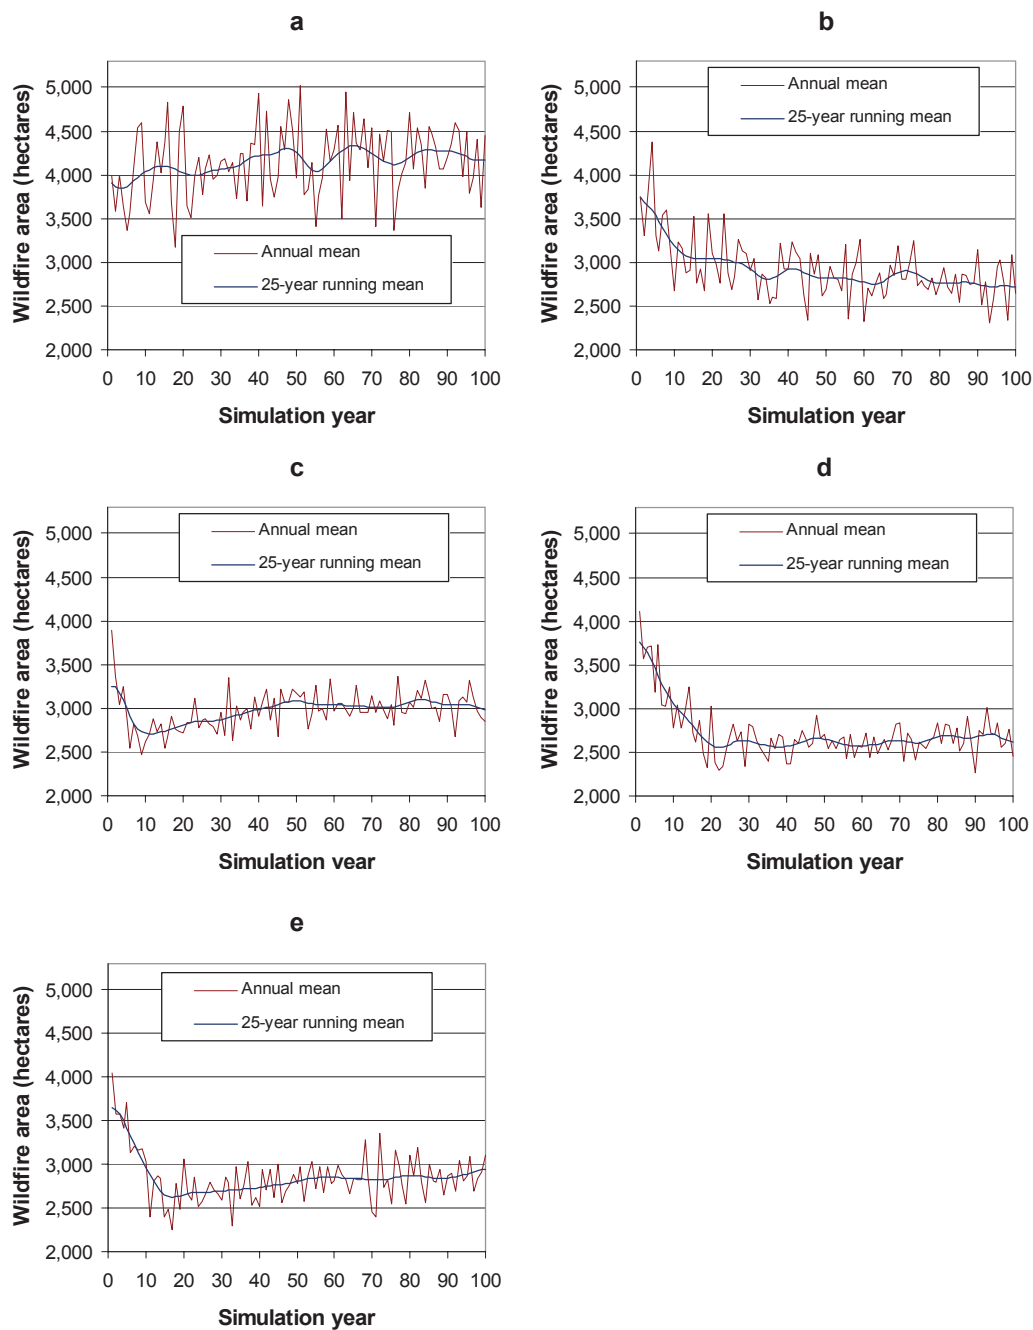 a
Wildfire area (hectares)
5,000
4,500
4,000
3,500
3,000
2,500
2,000
Annual mean
25-year running mean
0 10 20 30 40 50 60 70 80 90 100
Simulation year
b
Wildfire area (hectares)
5,000
4,500
4,000
3,500
3,000
2,500
2,000
Annual mean
25-year running mean
0 10 20 30 40 50 60 70 80 90 100
Simulation year
c
Wildfire area (hectares)
5,000
4,500
4,000
3,500
3,000
2,500
2,000
Annual mean
25-year running mean
0 10 20 30 40 50 60 70 80 90 100
Simulation year
d
Wildfire area (hectares)
5,000
4,500
4,000
3,500
3,000
2,500
2,000
Annual mean
25-year running mean
0 10 20 30 40 50 60 70 80 90 100
Simulation year
e
Wildfire area (hectares)
5,000
4,500
4,000
3,500
3,000
2,500
2,000
Annual mean
25-year running mean
0 10 20 30 40 50 60 70 80 90 100
Simulation year